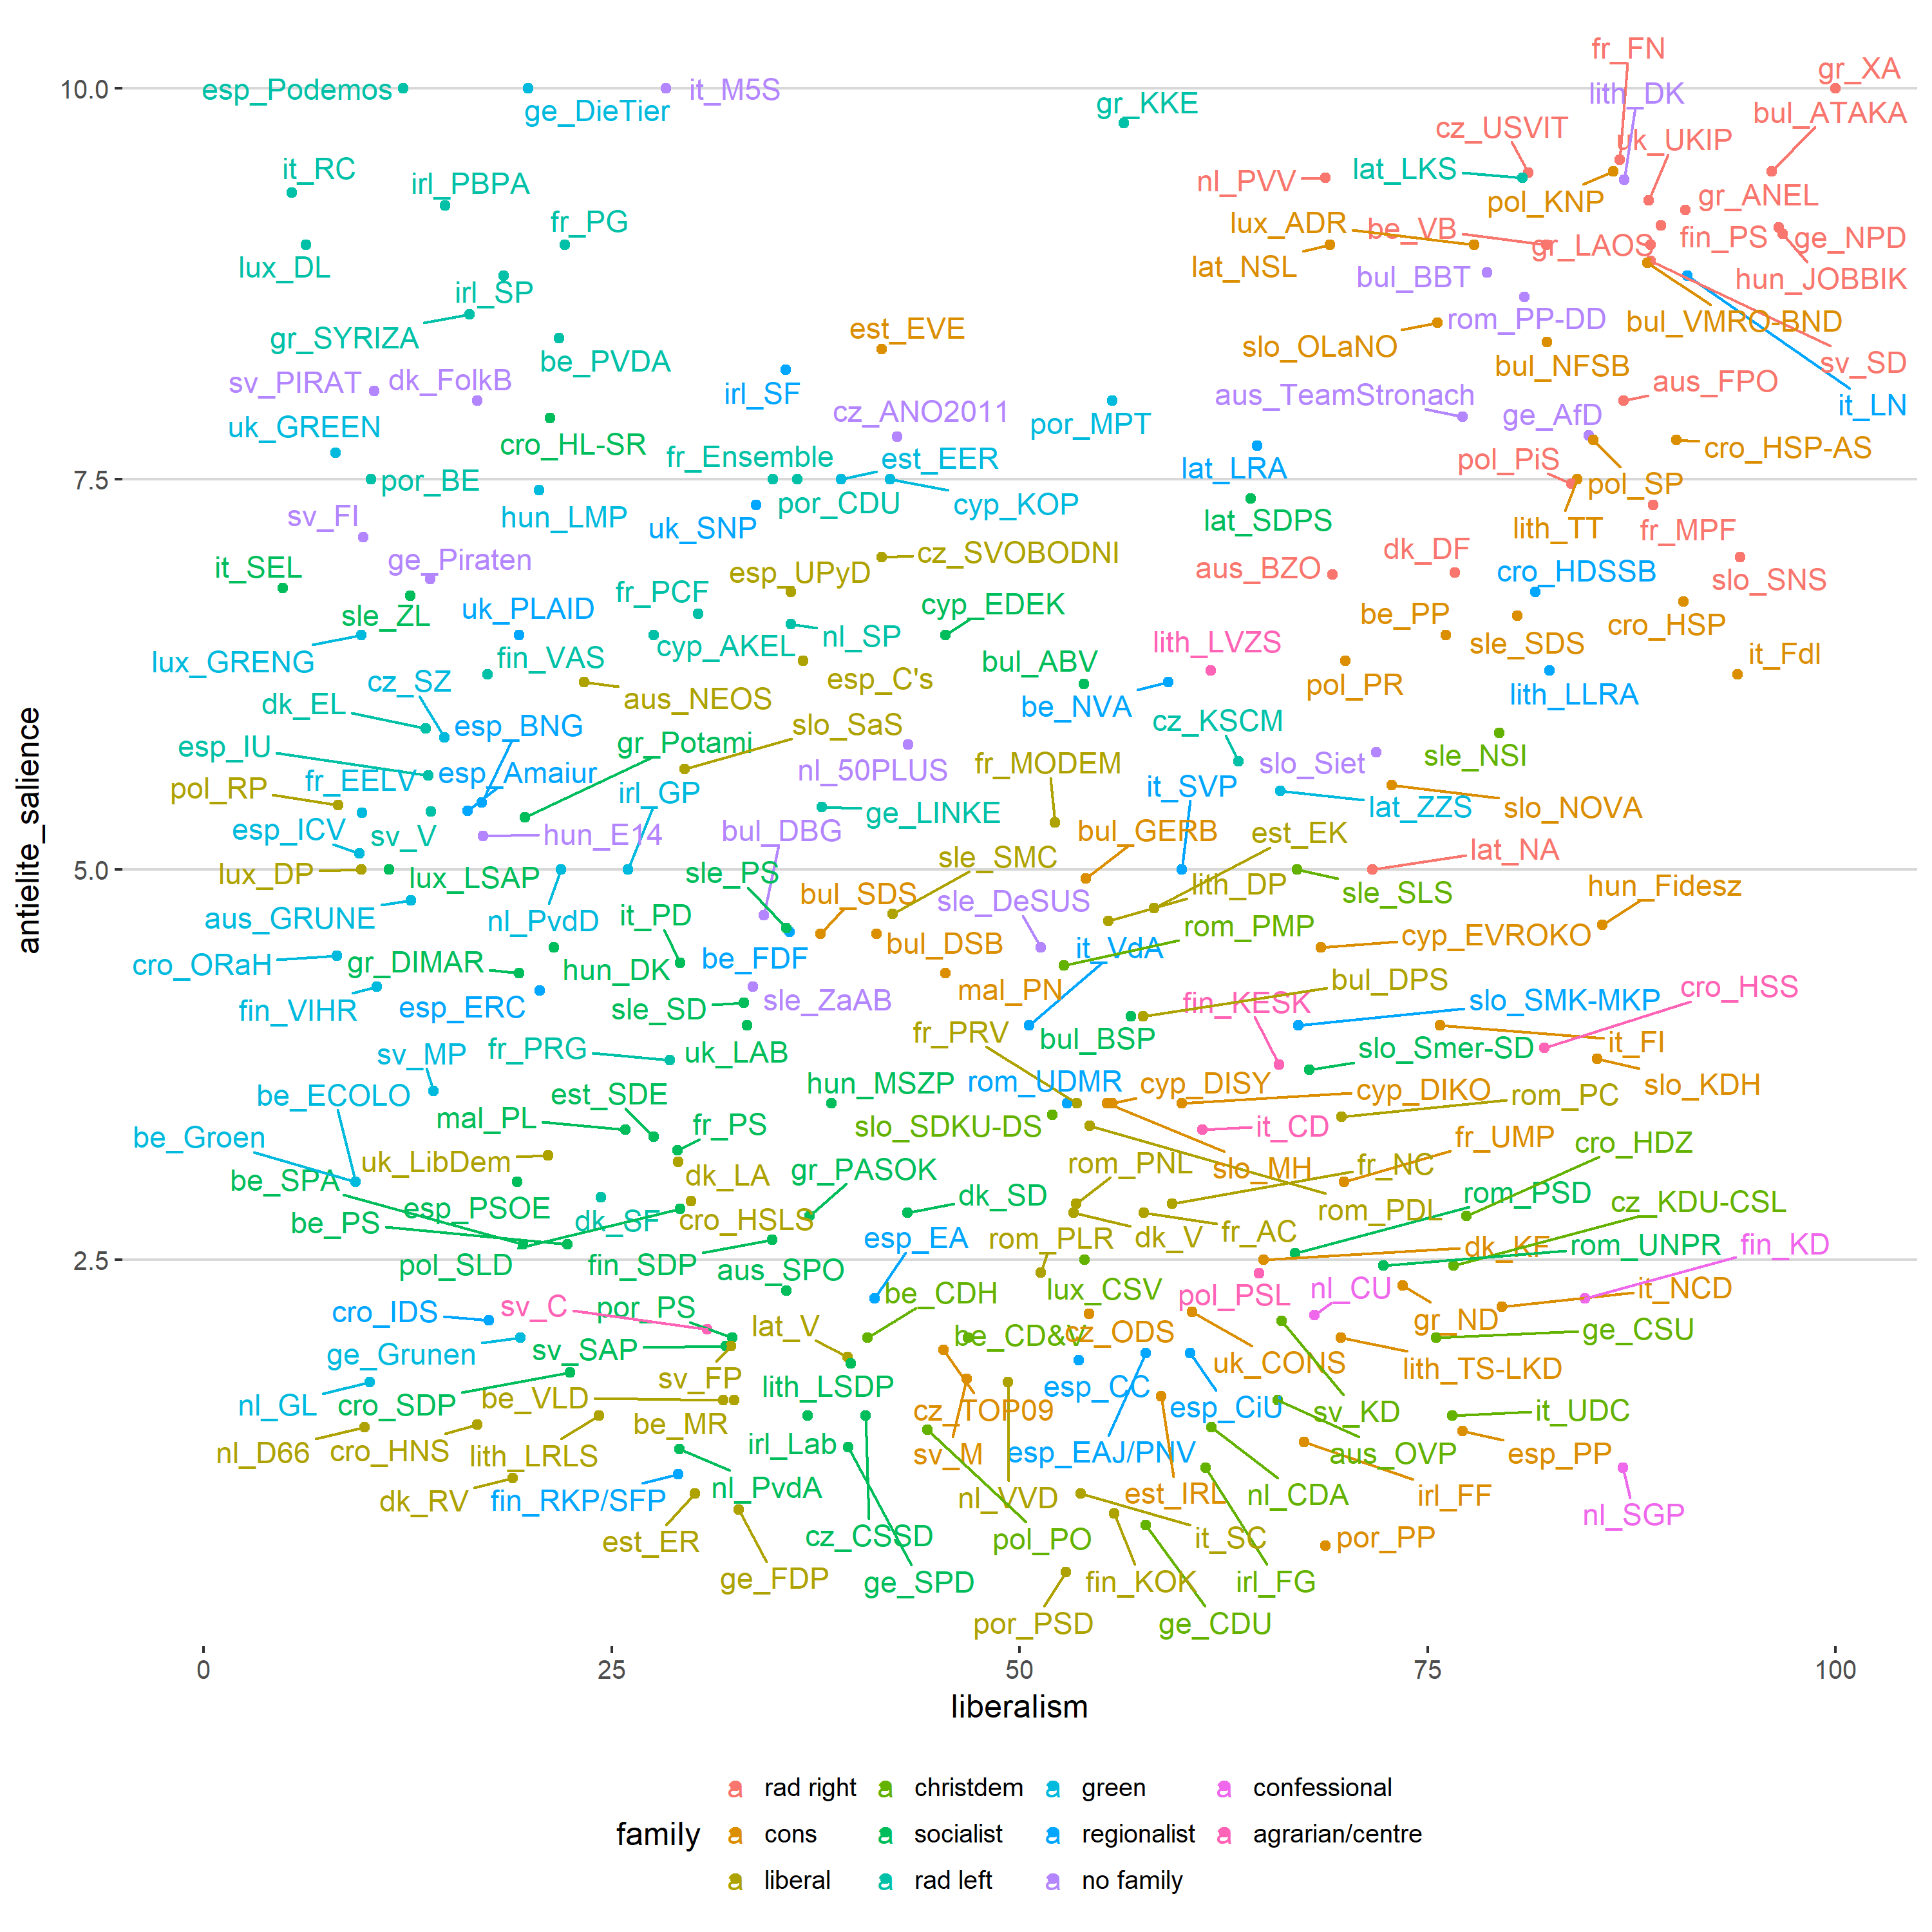 fr_FN
gr_XA
10.0
esp_Podemos
it_M5S
lith_DK
ge_DieTier
gr_KKE
bul_ATAKA
cz_USVIT
uk_UKIP
it_RC
irl_PBPA
nl_PVV
lat_LKS
pol_KNP
gr_ANEL
fr_PG
lux_ADR
be_VB
gr_LAOS
fin_PS
ge_NPD
lux_DL
lat_NSL
bul_BBT
hun_JOBBIK
irl_SP
gr_SYRIZA
est_EVE
rom_PP-DD
bul_VMRO-BND
be_PVDA
slo_OLaNO
bul_NFSB
sv_SD
sv_PIRAT
dk_FolkB
irl_SF
aus_TeamStronach
aus_FPO
it_LN
uk_GREEN
cz_ANO2011
por_MPT
ge_AfD
cro_HL-SR
fr_Ensemble
est_EER
lat_LRA
pol_PiS
cro_HSP-AS
7.5
por_BE
por_CDU
cyp_KOP
pol_SP
sv_FI
hun_LMP
uk_SNP
lat_SDPS
lith_TT
fr_MPF
ge_Piraten
cz_SVOBODNI
dk_DF
it_SEL
esp_UPyD
aus_BZO
cro_HDSSB
slo_SNS
sle_ZL
uk_PLAID
fr_PCF
cyp_EDEK
be_PP
lux_GRENG
fin_VAS
cyp_AKEL
nl_SP
lith_LVZS
sle_SDS
cro_HSP
cz_SZ
bul_ABV
it_FdI
dk_EL
aus_NEOS
esp_C's
be_NVA
pol_PR
lith_LLRA
esp_BNG
slo_SaS
cz_KSCM
esp_IU
gr_Potami
sle_NSI
pol_RP
fr_EELV
esp_Amaiur
nl_50PLUS
fr_MODEM
slo_Siet
irl_GP
it_SVP
esp_ICV
sv_V
hun_E14
bul_DBG
ge_LINKE
bul_GERB
est_EK
lat_ZZS
slo_NOVA
5.0
lux_DP
lux_LSAP
sle_PS
sle_SMC
lat_NA
aus_GRUNE
nl_PvdD
it_PD
bul_SDS
sle_DeSUS
lith_DP
sle_SLS
hun_Fidesz
cro_ORaH
gr_DIMAR
hun_DK
be_FDF
bul_DSB
it_VdA
rom_PMP
cyp_EVROKO
fin_VIHR
esp_ERC
sle_SD
sle_ZaAB
mal_PN
fin_KESK
bul_DPS
slo_SMK-MKP
cro_HSS
sv_MP
fr_PRG
uk_LAB
fr_PRV
bul_BSP
slo_Smer-SD
it_FI
be_ECOLO
est_SDE
hun_MSZP
rom_UDMR
cyp_DISY
cyp_DIKO
rom_PC
slo_KDH
be_Groen
mal_PL
fr_PS
slo_SDKU-DS
it_CD
fr_UMP
cro_HDZ
be_SPA
uk_LibDem
dk_LA
gr_PASOK
rom_PNL
slo_MH
fr_NC
be_PS
esp_PSOE
dk_SF
cro_HSLS
dk_SD
rom_PDL
rom_PSD
cz_KDU-CSL
2.5
pol_SLD
fin_SDP
aus_SPO
esp_EA
rom_PLR
dk_V
fr_AC
dk_KF
rom_UNPR
fin_KD
cro_IDS
sv_C
por_PS
be_CDH
lux_CSV
pol_PSL
nl_CU
gr_ND
it_NCD
ge_Grunen
sv_SAP
lat_V
be_CD&V
cz_ODS
uk_CONS
lith_TS-LKD
ge_CSU
nl_GL
cro_SDP
be_VLD
sv_FP
lith_LSDP
esp_CC
esp_CiU
sv_KD
it_UDC
nl_D66
cro_HNS
lith_LRLS
be_MR
irl_Lab
cz_TOP09
sv_M
esp_EAJ/PNV
aus_OVP
esp_PP
dk_RV
fin_RKP/SFP
nl_PvdA
nl_VVD
est_IRL
nl_CDA
irl_FF
nl_SGP
est_ER
cz_CSSD
pol_PO
it_SC
por_PP
ge_FDP
ge_SPD
fin_KOK
irl_FG
por_PSD
ge_CDU
antielite_salience
0
25
50
75
100
liberalism
family
a rad right
a christdem
a green
a confessional
a cons
a socialist
a regionalist
a agrarian/centre
a liberal
a rad left
a no family